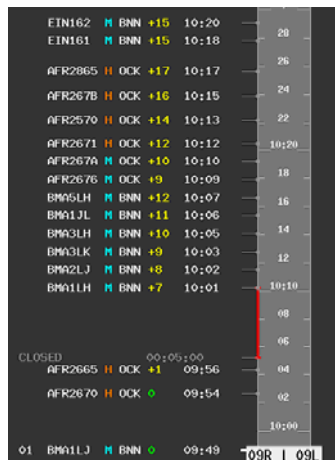 EIN162 M BNN +15 10:20
EIN161 M BNN +15 10:18
28
26
AFR2865 H OCK +17 10:17
24
AFR267B H OCK +16 10:15
AFR2570 H OCK +14 10:13
22
AFR2671 H OCK +12 10:12
10:20
AFR267A M OCK +10 10:10
AFR2676 M OCK +9 10:09
18
BMA5LH M BNN +12 10:07
16
BMA1JL M BNN +11 10:06
BMA3LH M BNN +10 10:05
14
BMA3LK M BNN +9 10:03
12
BMA2LJ M BNN +8 10:02
BMA1LH M BNN +7 10:01
10:10
08
06
CLOSED 00:05:00
AFR2665 H OCK +1 09:56
04
AFR2670 H OCK 0 09:54
02
10:00
01 BMA1LJ M BNN 0 09:49
09R | 09L